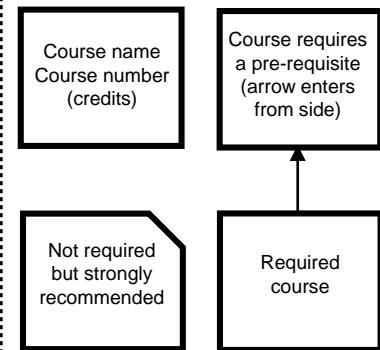 Course name
Course number
(credits)
Course requires
a pre-requisite
(arrow enters
from side)
Not required
but strongly
recommended
Required
course